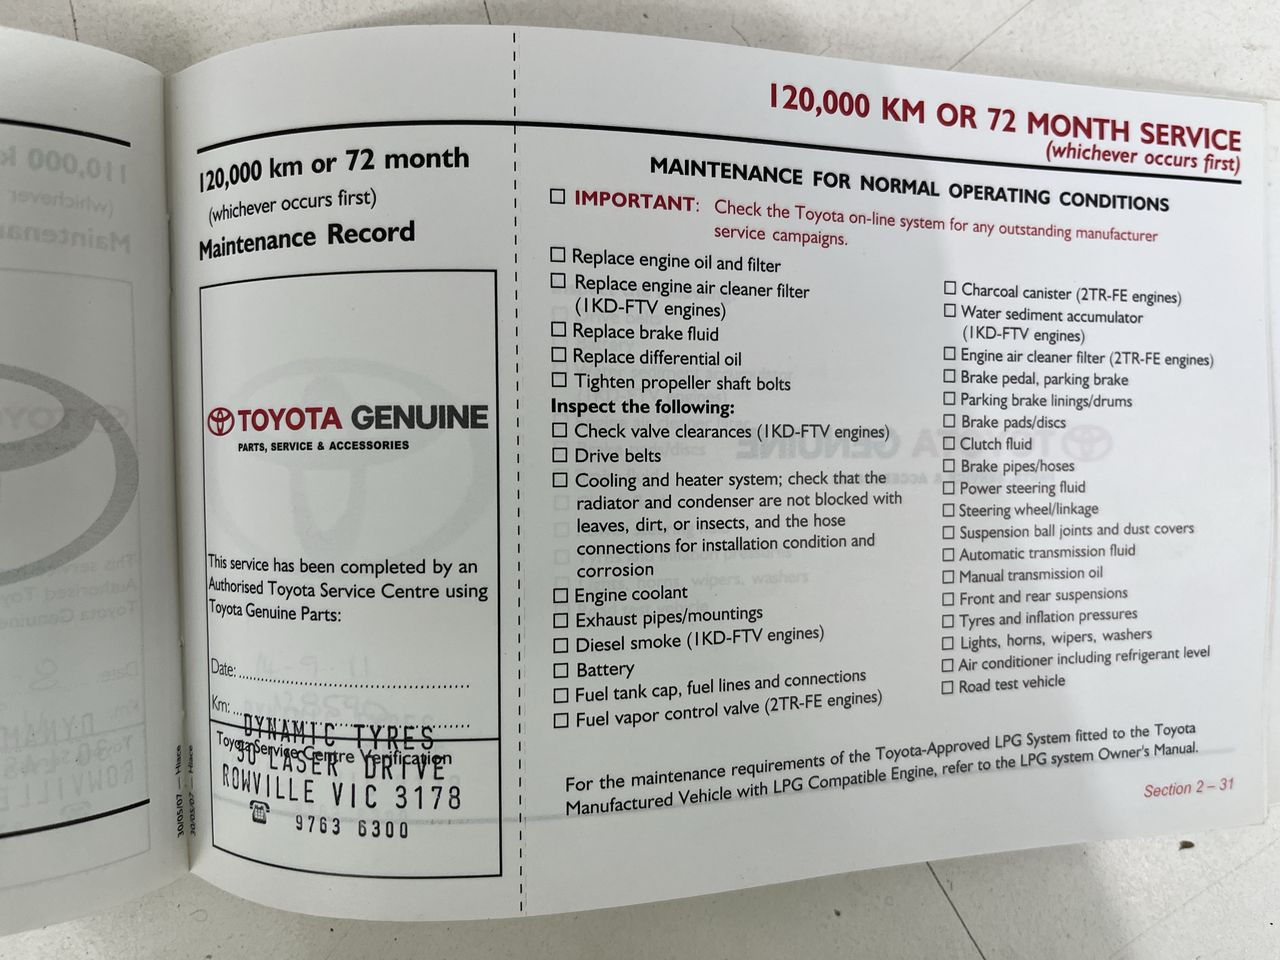 120,000 km or 72 month
(whichever occurs first)
Maintenance Record
TOYOTA GENUINE
PARTS, SERVICE & ACCESSORIES
This service has been completed by an
Authorised Toyota Service Centre using
Toyota Genuine Parts:
Date:
Km:
Toyota Service Centre Verification
DYNAMIC TYRES
30 LASER DRIVE
ROWVILLE VIC 3178
☎ 9763 6300
30/05/07 — Hiace
120,000 KM OR 72 MONTH SERVICE
(whichever occurs first)
MAINTENANCE FOR NORMAL OPERATING CONDITIONS
IMPORTANT: Check the Toyota on-line system for any outstanding manufacturer
service campaigns.
Replace engine oil and filter
Replace engine air cleaner filter
(1KD-FTV engines)
Replace brake fluid
Replace differential oil
Tighten propeller shaft bolts
Inspect the following:
Check valve clearances (1KD-FTV engines)
Drive belts
Cooling and heater system; check that the
radiator and condenser are not blocked with
leaves, dirt, or insects, and the hose
connections for installation condition and
corrosion
Engine coolant
Exhaust pipes/mountings
Diesel smoke (1KD-FTV engines)
Battery
Fuel tank cap, fuel lines and connections
Fuel vapor control valve (2TR-FE engines)
Charcoal canister (2TR-FE engines)
Water sediment accumulator
(1KD-FTV engines)
Engine air cleaner filter (2TR-FE engines)
Brake pedal, parking brake
Parking brake linings/drums
Brake pads/discs
Clutch fluid
Brake pipes/hoses
Power steering fluid
Steering wheel/linkage
Suspension ball joints and dust covers
Automatic transmission fluid
Manual transmission oil
Front and rear suspensions
Tyres and inflation pressures
Lights, horns, wipers, washers
Air conditioner including refrigerant level
Road test vehicle
For the maintenance requirements of the Toyota-Approved LPG System fitted to the Toyota
Manufactured Vehicle with LPG Compatible Engine, refer to the LPG system Owner's Manual.
Section 2 – 31